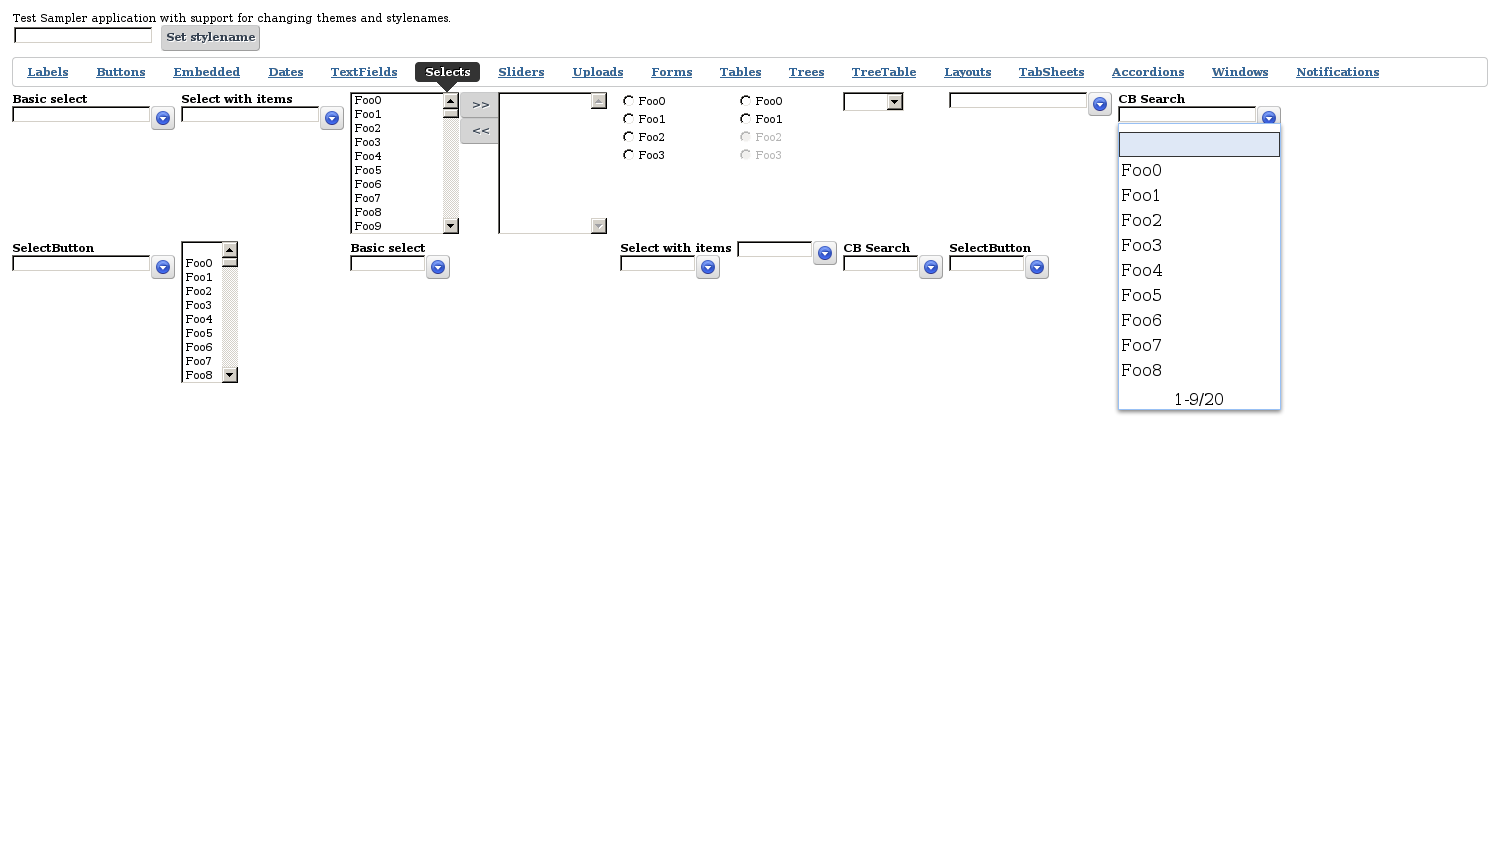 Test Sampler application with support for changing themes and stylenames.
Set stylename
Labels Buttons Embedded Dates TextFields Selects Sliders Uploads Forms Tables Trees TreeTable Layouts TabSheets Accordions Windows Notifications
Basic select Select with items CB Search
Foo0
Foo1
Foo2
Foo3
Foo4
Foo5
Foo6
Foo7
Foo8
Foo9
>>
<<
Foo0
Foo1
Foo2
Foo3
Foo0
Foo1
Foo2
Foo3
Foo0
Foo1
Foo2
Foo3
Foo4
Foo5
Foo6
Foo7
Foo8
1-9/20
SelectButton Basic select Select with items CB Search SelectButton
Foo0
Foo1
Foo2
Foo3
Foo4
Foo5
Foo6
Foo7
Foo8